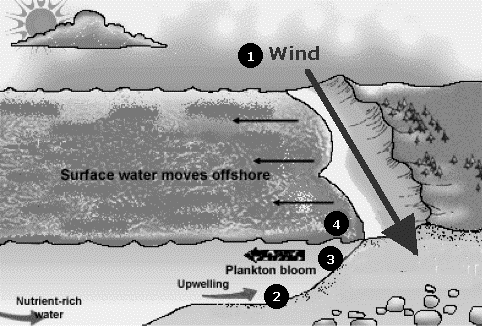 1 Wind
Surface water moves offshore
4
3
Plankton bloom
Upwelling
2
Nutrient-rich
water